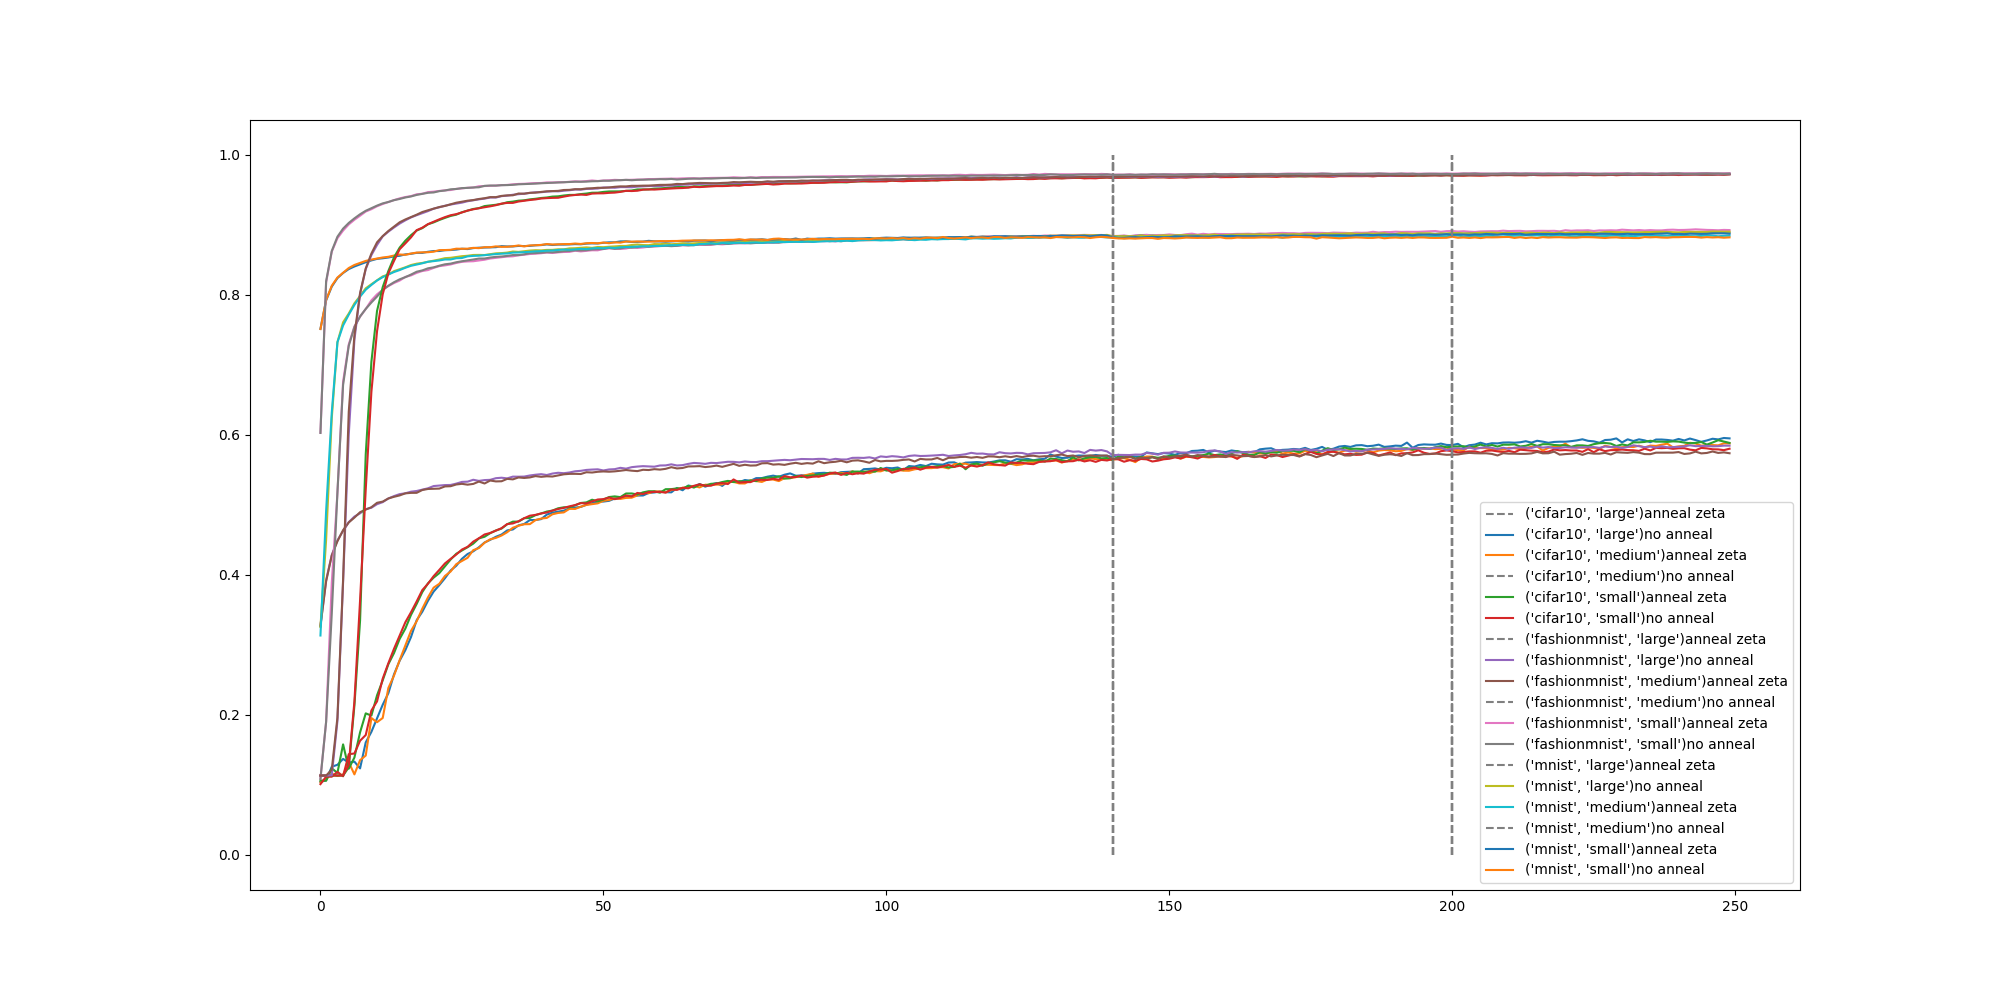 1.0
0.8
0.6
0.4
0.2
0.0
0 50 100 150 200 250
('cifar10', 'large')anneal zeta
('cifar10', 'large')no anneal
('cifar10', 'medium')anneal zeta
('cifar10', 'medium')no anneal
('cifar10', 'small')anneal zeta
('cifar10', 'small')no anneal
('fashionmnist', 'large')anneal zeta
('fashionmnist', 'large')no anneal
('fashionmnist', 'medium')anneal zeta
('fashionmnist', 'medium')no anneal
('fashionmnist', 'small')anneal zeta
('fashionmnist', 'small')no anneal
('mnist', 'large')anneal zeta
('mnist', 'large')no anneal
('mnist', 'medium')anneal zeta
('mnist', 'medium')no anneal
('mnist', 'small')anneal zeta
('mnist', 'small')no anneal